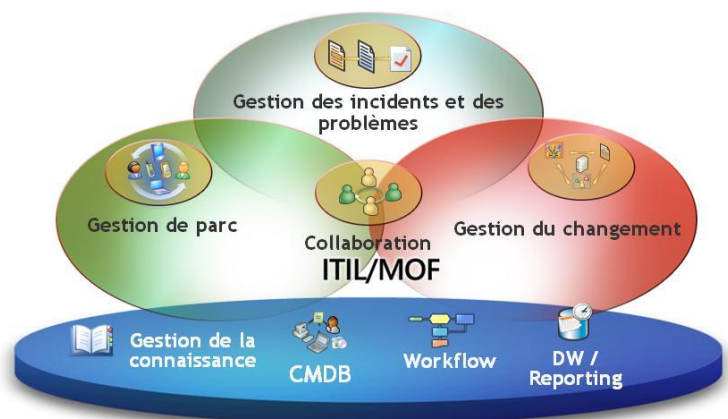 Gestion des incidents et des
problèmes
Gestion de parc
Collaboration
Gestion du changement
ITIL/MOF
Gestion de la
connaissance
CMDB
Workflow
DW /
Reporting